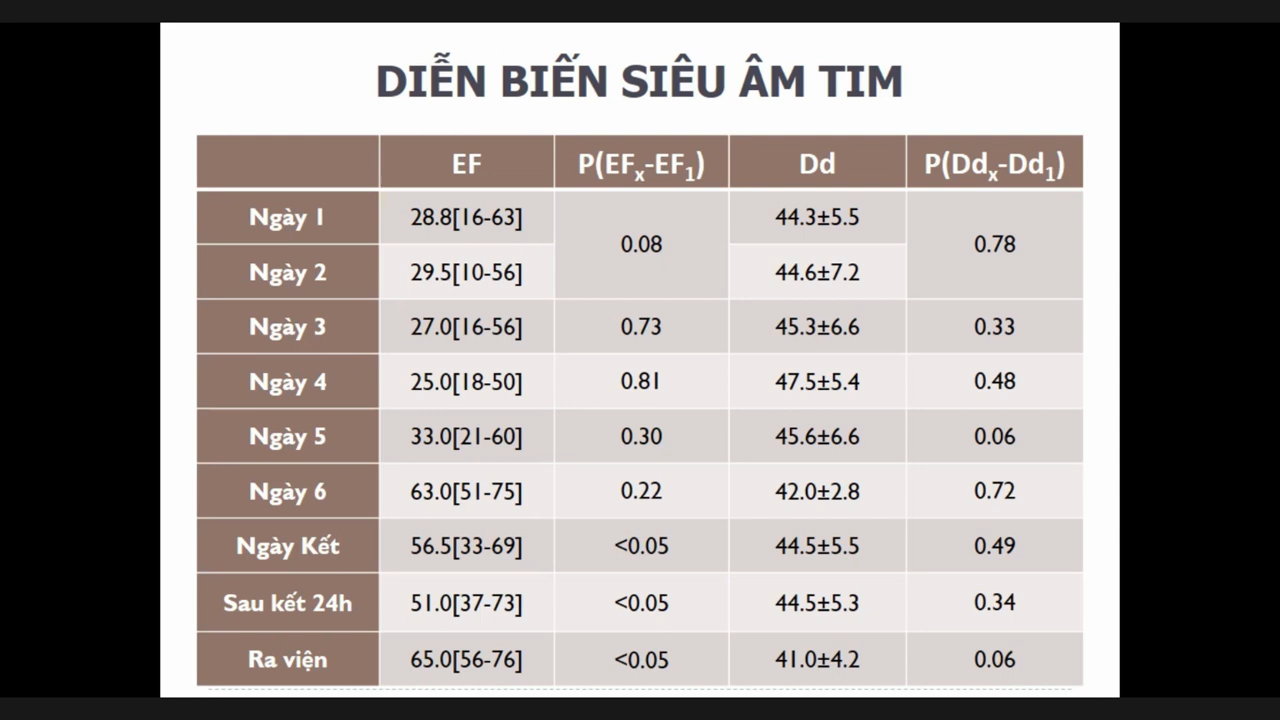 DIỄN BIẾN SIÊU ÂM TIM
EF P(EFx-EF1) Dd P(Ddx-Dd1)
Ngày 1 28.8[16-63] 0.08 44.3±5.5 0.78
Ngày 2 29.5[10-56] 44.6±7.2
Ngày 3 27.0[16-56] 0.73 45.3±6.6 0.33
Ngày 4 25.0[18-50] 0.81 47.5±5.4 0.48
Ngày 5 33.0[21-60] 0.30 45.6±6.6 0.06
Ngày 6 63.0[51-75] 0.22 42.0±2.8 0.72
Ngày Kết 56.5[33-69] <0.05 44.5±5.5 0.49
Sau kết 24h 51.0[37-73] <0.05 44.5±5.3 0.34
Ra viện 65.0[56-76] <0.05 41.0±4.2 0.06